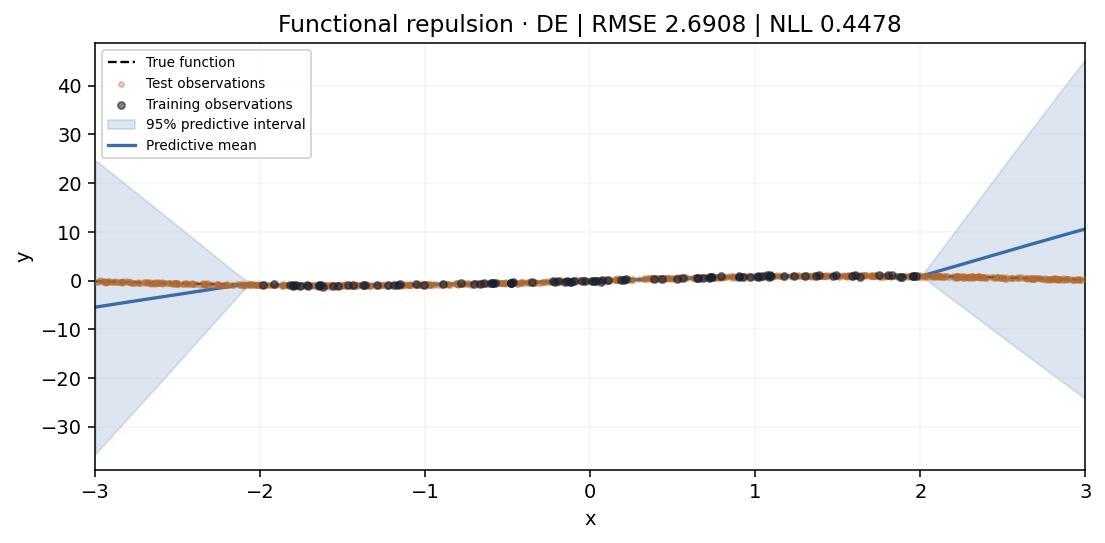 Functional repulsion · DE | RMSE 2.6908 | NLL 0.4478
True function
Test observations
Training observations
95% predictive interval
Predictive mean
40
30
20
10
0
−10
−20
−30
y
−3 −2 −1 0 1 2 3
x